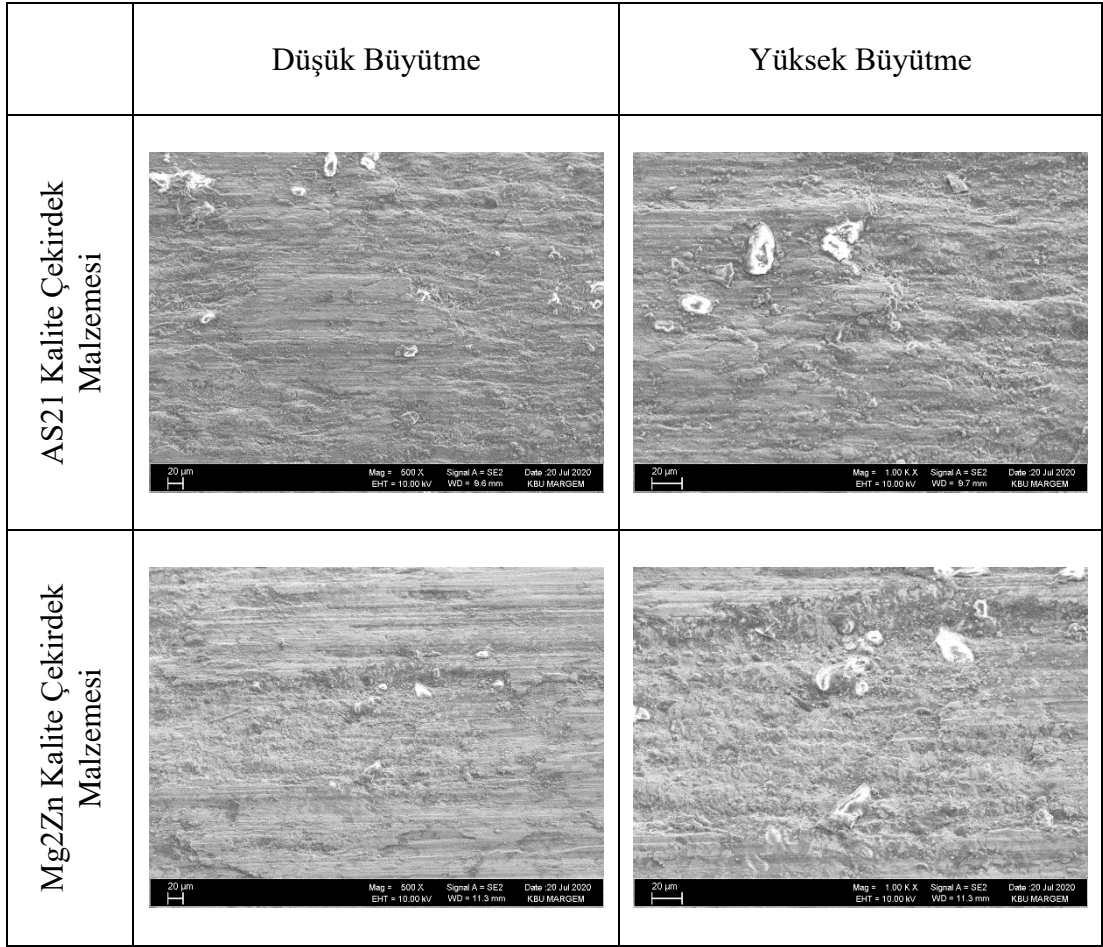 Düşük Büyütme
Yüksek Büyütme
AS21 Kalite Çekirdek
Malzemesi
20 µm
Mag = 500 X Signal A = SE2 Date :20 Jul 2020
EHT = 10.00 kV WD = 9.6 mm KBU MARGEM
20 µm
Mag = 1.00 K X Signal A = SE2 Date :20 Jul 2020
EHT = 10.00 kV WD = 9.7 mm KBU MARGEM
Mg2Zn Kalite Çekirdek
Malzemesi
20 µm
Mag = 500 X Signal A = SE2 Date :20 Jul 2020
EHT = 10.00 kV WD = 11.3 mm KBU MARGEM
20 µm
Mag = 1.00 K X Signal A = SE2 Date :20 Jul 2020
EHT = 10.00 kV WD = 11.3 mm KBU MARGEM